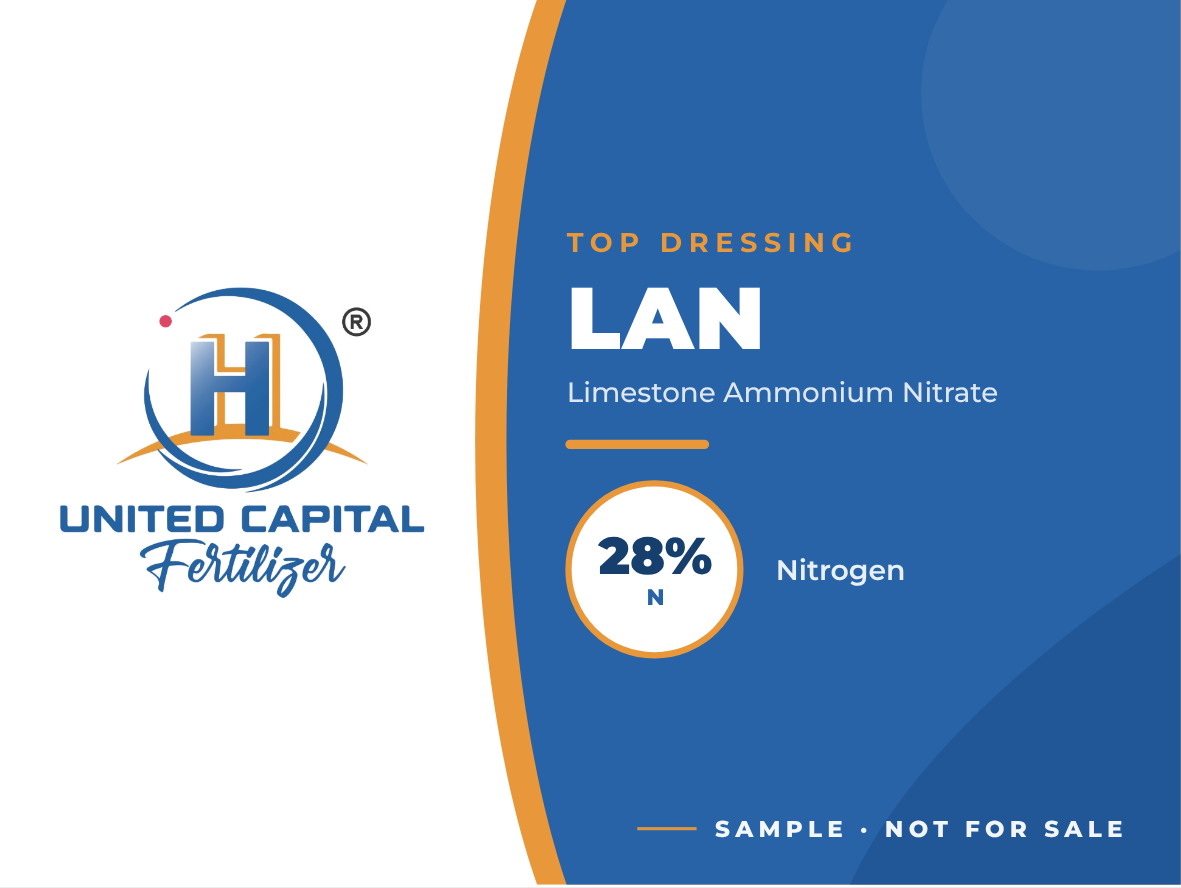 H
®
UNITED CAPITAL
Fertilizer
TOP DRESSING
LAN
Limestone Ammonium Nitrate
28%
N
Nitrogen
SAMPLE · NOT FOR SALE